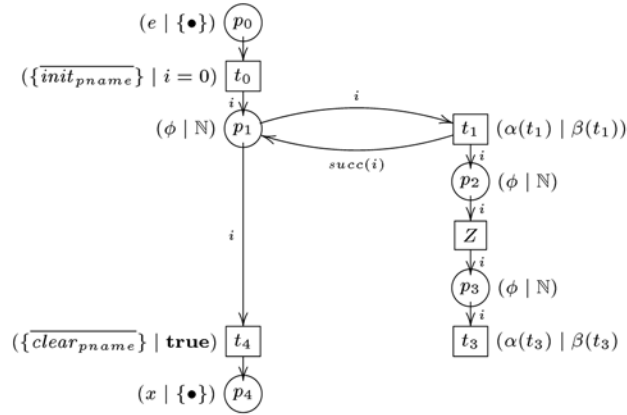 (e | {•}) p₀
({‾init_pname‾} | i = 0) t₀
i
i
(ϕ | ℕ) p₁
t₁ (α(t₁) | β(t₁))
succ(i)
i
p₂ (ϕ | ℕ)
i
i
Z
i
p₃ (ϕ | ℕ)
i
({‾clear_pname‾} | true) t₄
t₃ (α(t₃) | β(t₃)
(x | {•}) p₄